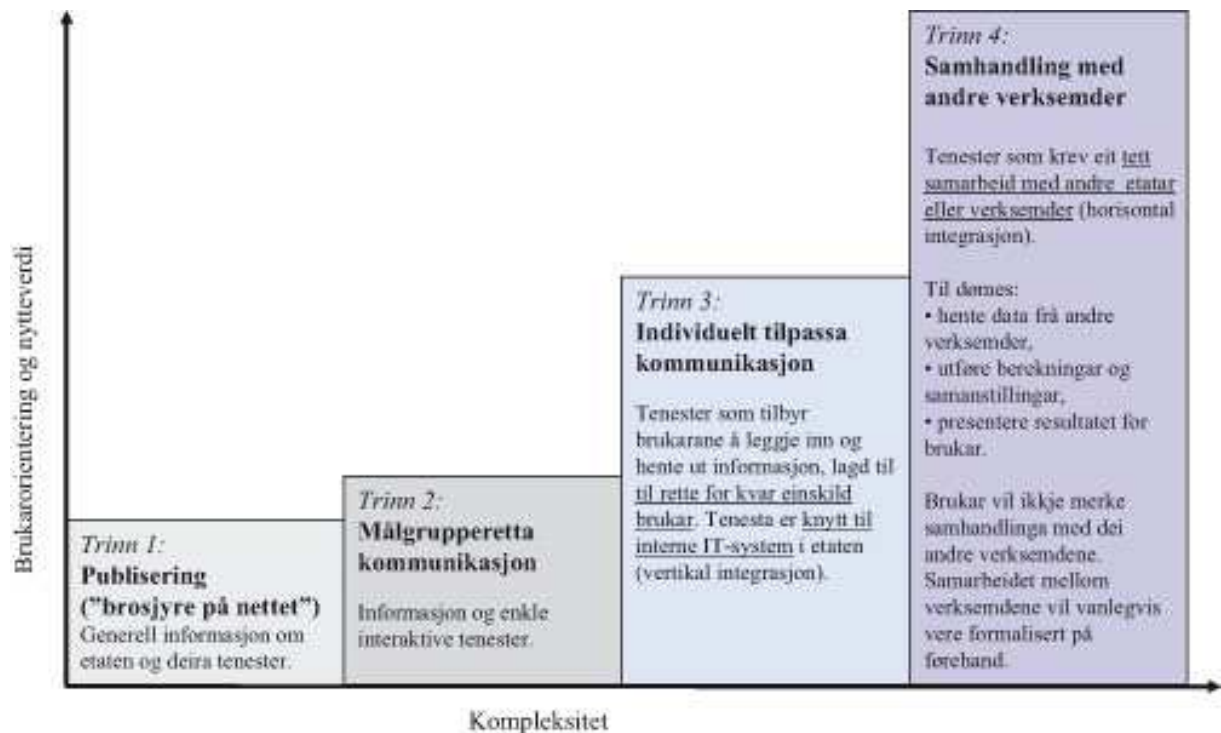 Brukarorientering og nytteverdi
Trinn 1:
Publisering
("brosjyre på nettet")
Generell informasjon om
etaten og deira tenester.
Trinn 2:
Målgrupperetta
kommunikasjon
Informasjon og enkle
interaktive tenester.
Trinn 3:
Individuelt tilpassa
kommunikasjon
Tenester som tilbyr
brukarane å leggje inn og
hente ut informasjon, lagd til
til rette for kvar einskild
brukar. Tenesta er knytt til
interne IT-system i etaten
(vertikal integrasjon).
Trinn 4:
Samhandling med
andre verksemder
Tenester som krev eit tett
samarbeid med andre etatar
eller verksemder (horisontal
integrasjon).
Til dømes:
• hente data frå andre
verksemder,
• utføre berekningar og
samanstillingar,
• presentere resultatet for
brukar.
Brukar vil ikkje merke
samhandlinga med dei
andre verksemdene.
Samarbeidet mellom
verksemdene vil vanlegvis
vere formalisert på
førehand.
Kompleksitet